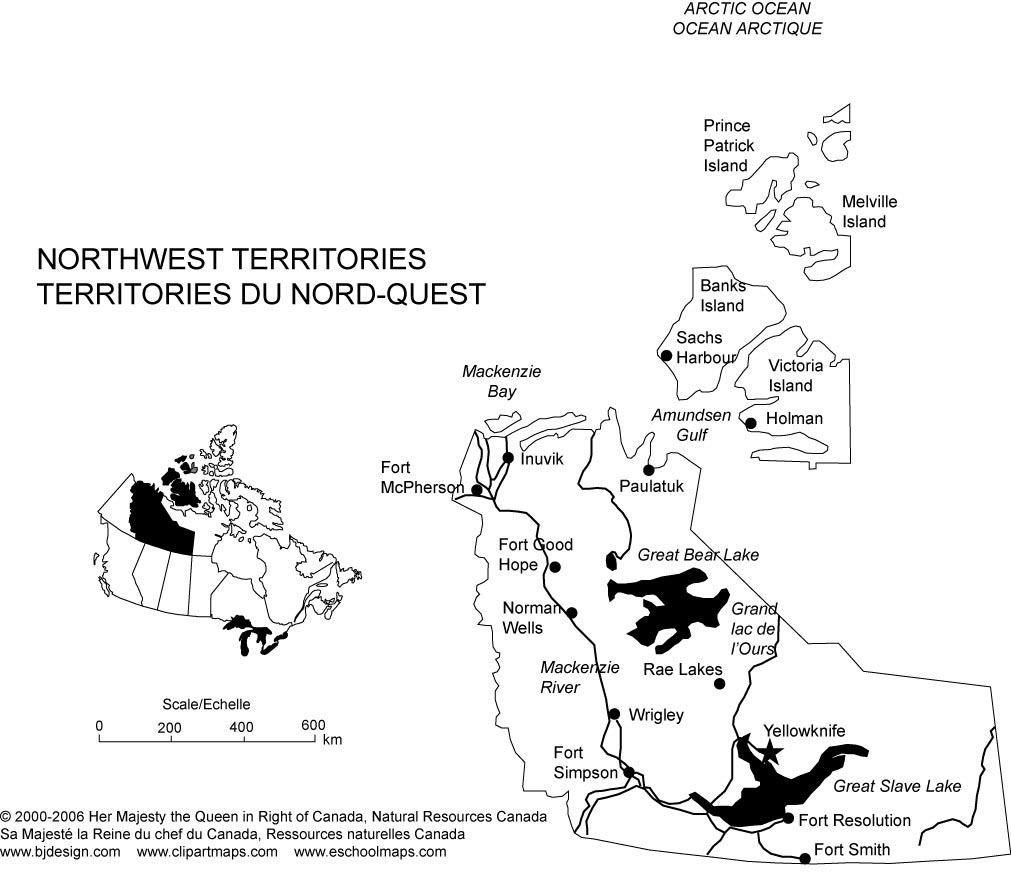 ARCTIC OCEAN
OCEAN ARCTIQUE
Prince
Patrick
Island
Melville
Island
NORTHWEST TERRITORIES
TERRITORIES DU NORD-QUEST
Banks
Island
Sachs
Harbour
Victoria
Island
Mackenzie
Bay
Amundsen
Gulf
Holman
Inuvik
Fort
McPherson
Paulatuk
Fort Good
Hope
Great Bear Lake
Norman
Wells
Grand
lac de
l'Ours
Mackenzie
River
Rae Lakes
Scale/Echelle
0 200 400 600
km
Wrigley
Yellowknife
Fort
Simpson
Great Slave Lake
Fort Resolution
Fort Smith
© 2000-2006 Her Majesty the Queen in Right of Canada, Natural Resources Canada
Sa Majesté la Reine du chef du Canada, Ressources naturelles Canada
www.bjdesign.com www.clipartmaps.com www.eschoolmaps.com